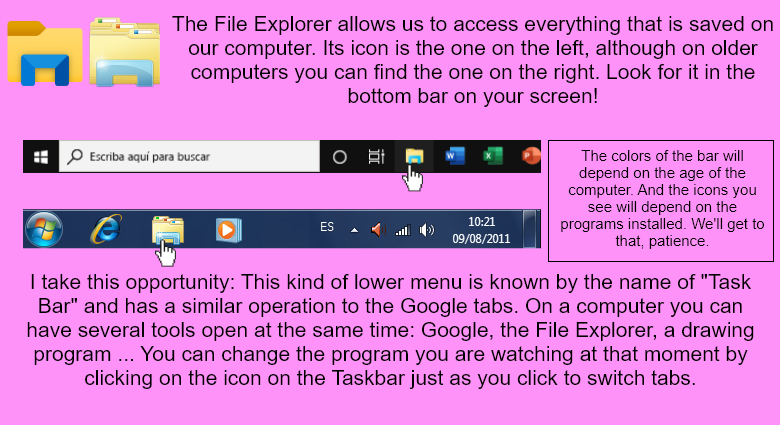 The File Explorer allows us to access everything that is saved on
our computer. Its icon is the one on the left, although on older
computers you can find the one on the right. Look for it in the
bottom bar on your screen!
Escriba aquí para buscar
The colors of the bar will
depend on the age of the
computer. And the icons you
see will depend on the
programs installed. We'll get to
that, patience.
ES
10:21
09/08/2011
I take this opportunity: This kind of lower menu is known by the name of "Task
Bar" and has a similar operation to the Google tabs. On a computer you can
have several tools open at the same time: Google, the File Explorer, a drawing
program ... You can change the program you are watching at that moment by
clicking on the icon on the Taskbar just as you click to switch tabs.